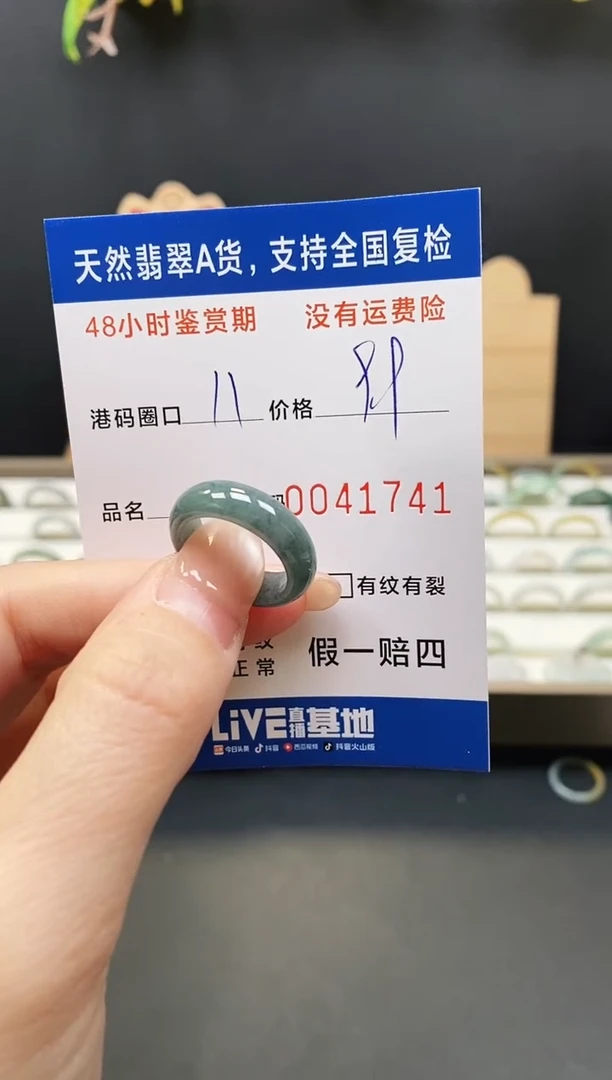 天然翡翠A货，支持全国复检
48小时鉴赏期 没有运费险
港码圈口 11 价格
品名 0041741
有纹有裂
正常 假一赔四
LiVE直播基地
今日头条 抖音 西瓜视频 抖音火山版